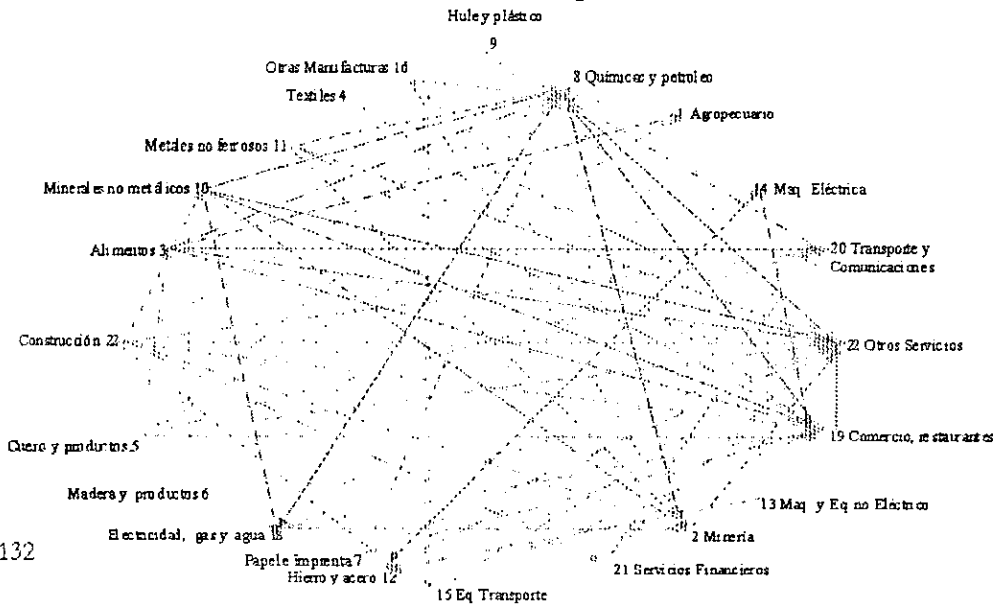 Hule y plástico
9
Otras Manufacturas 16
8 Químicas y petroleo
Textiles 4
1 Agropecuario
Metales no ferrosos 11
Minerales no metálicos 10
14 Maq Eléctrica
Alimentos 3
20 Transporte y
Comunicaciones
Construcción 22
22 Otros Servicios
Cuero y productos 5
19 Comercio, restaurantes
Madera y productos 6
13 Maq y Eq no Eléctrico
Electricidad, gas y agua 18
2 Minería
132
Papel e imprenta 7
Hierro y acero 12
21 Servicios Financieros
15 Eq Transporte